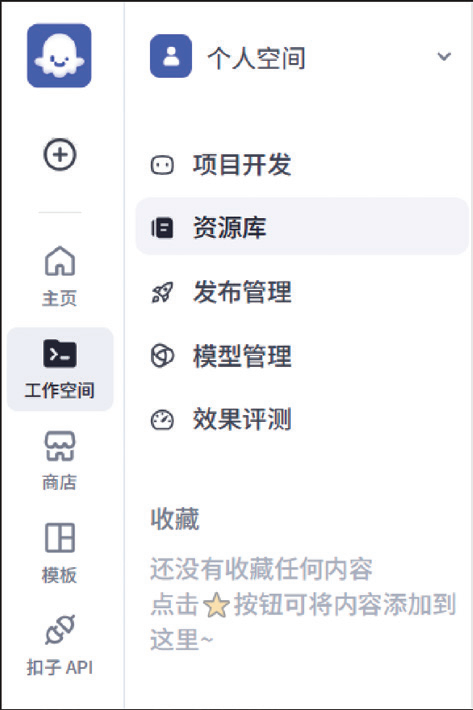 个人空间
项目开发
资源库
发布管理
模型管理
效果评测
收藏
还没有收藏任何内容
点击⭐按钮可将内容添加到
这里~
主页
工作空间
商店
模板
扣子 API